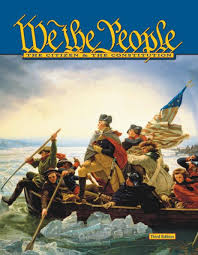 We the People
THE CITIZEN & THE CONSTITUTION
Third Edition